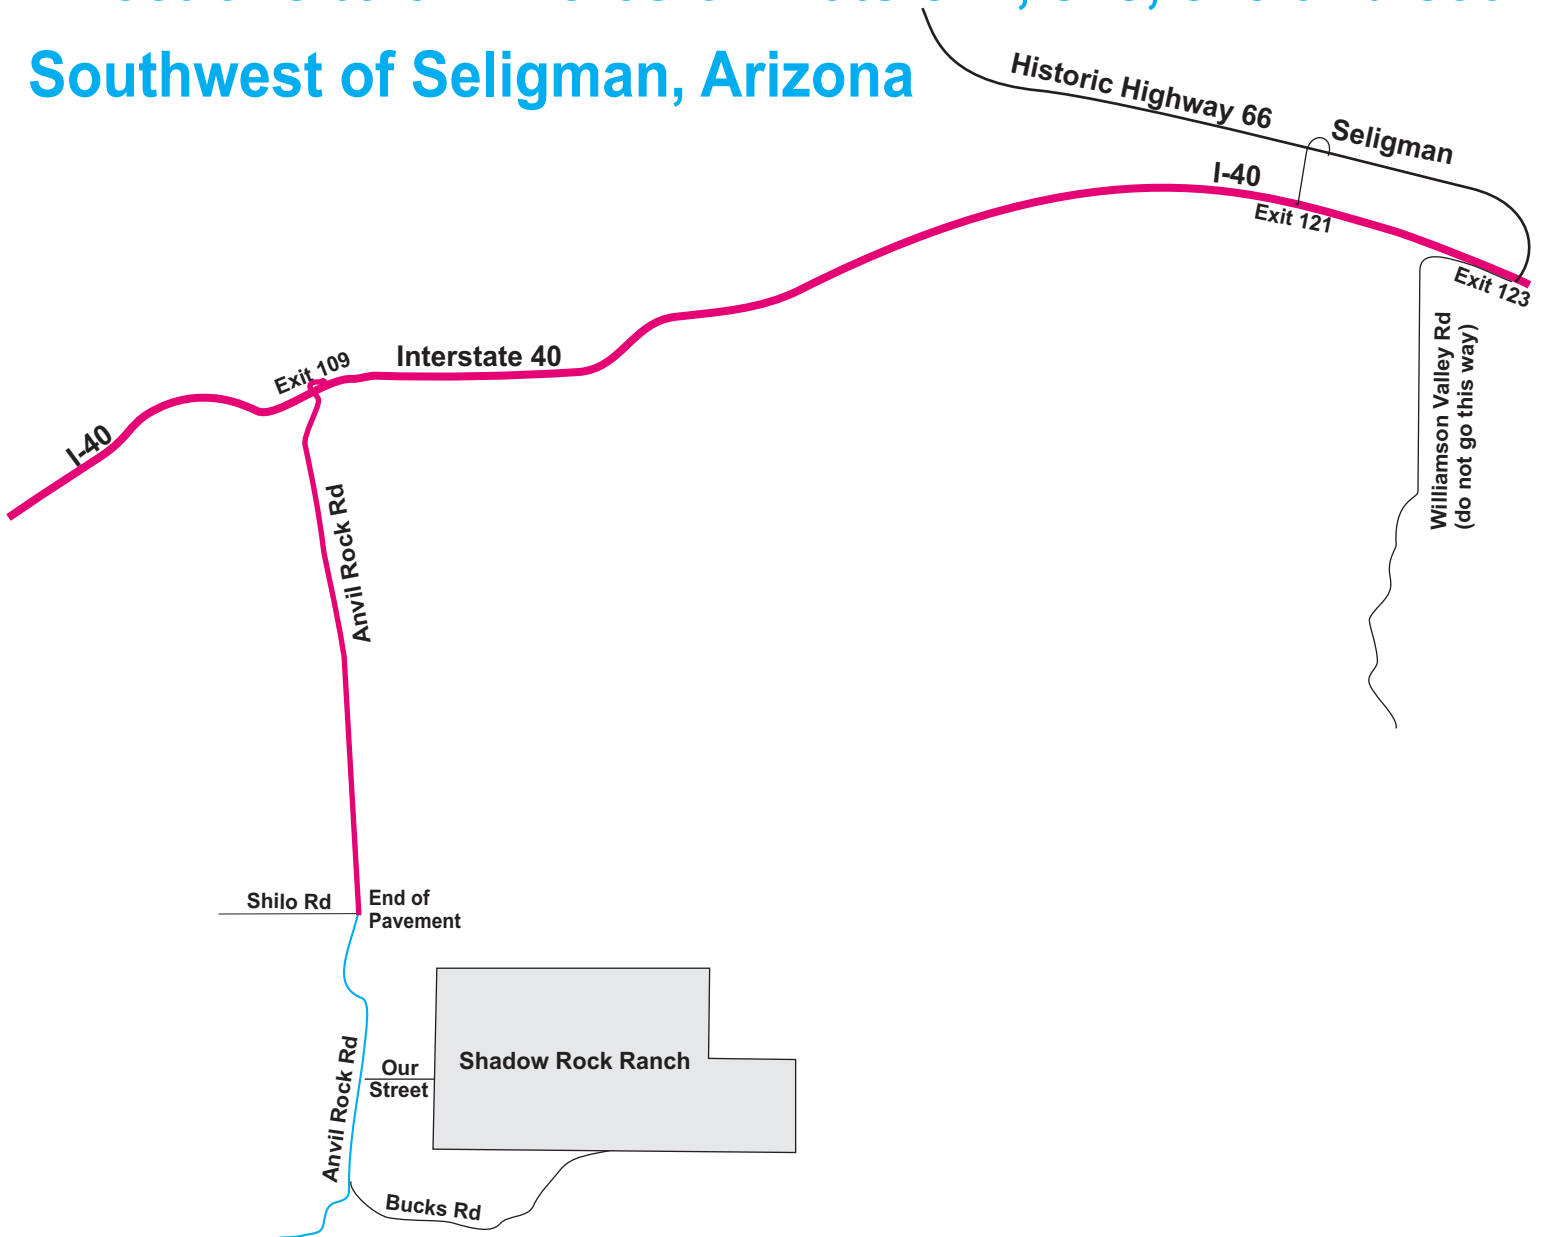 Southwest of Seligman, Arizona
Historic Highway 66
Seligman
I-40
Exit 121
Exit 123
Interstate 40
Exit 109
I-40
Williamson Valley Rd
(do not go this way)
Anvil Rock Rd
Shilo Rd
End of
Pavement
Our
Street
Shadow Rock Ranch
Anvil Rock Rd
Bucks Rd